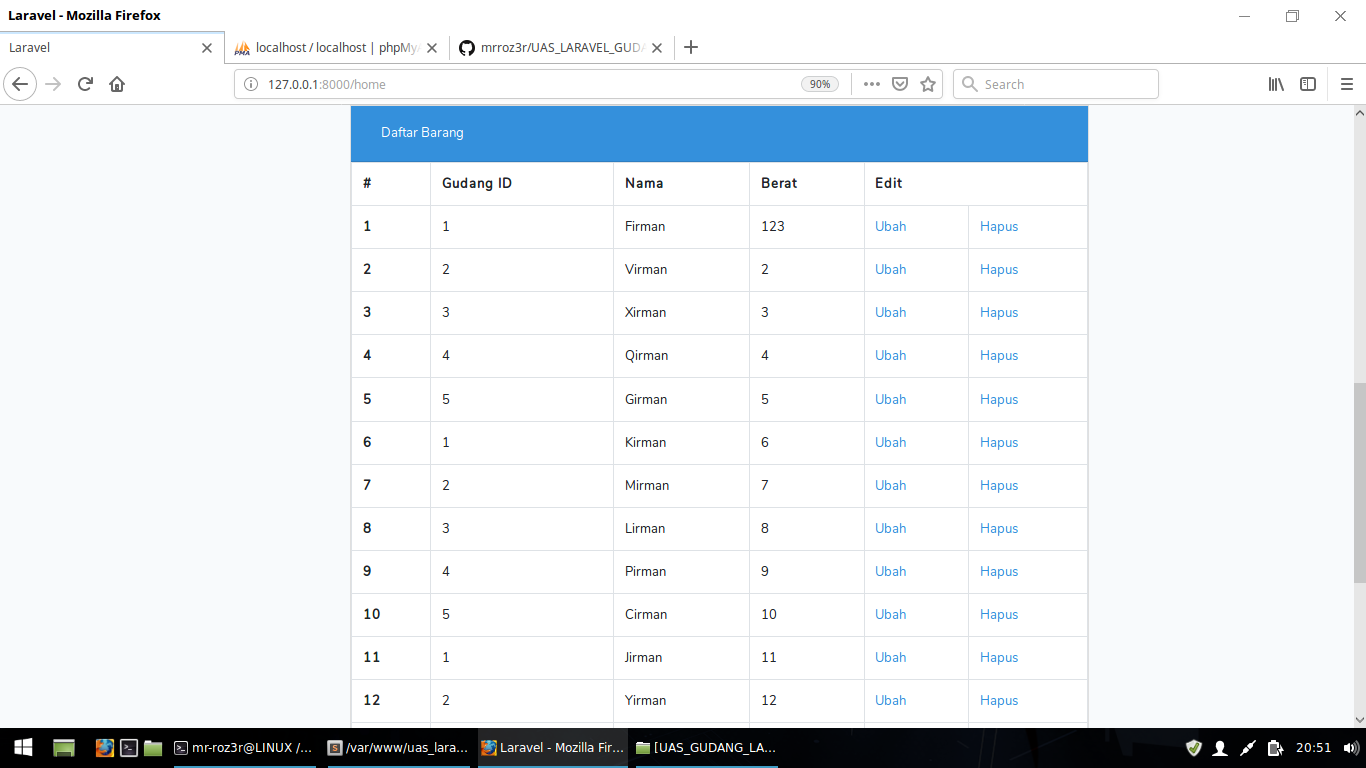 Laravel - Mozilla Firefox
Laravel
localhost / localhost | phpMyA
mrroz3r/UAS_LARAVEL_GUDA
127.0.0.1:8000/home
90%
Search
Daftar Barang
# Gudang ID Nama Berat Edit
1 1 Firman 123 Ubah Hapus
2 2 Virman 2 Ubah Hapus
3 3 Xirman 3 Ubah Hapus
4 4 Qirman 4 Ubah Hapus
5 5 Girman 5 Ubah Hapus
6 1 Kirman 6 Ubah Hapus
7 2 Mirman 7 Ubah Hapus
8 3 Lirman 8 Ubah Hapus
9 4 Pirman 9 Ubah Hapus
10 5 Cirman 10 Ubah Hapus
11 1 Jirman 11 Ubah Hapus
12 2 Yirman 12 Ubah Hapus
mr-roz3r@LINUX /...
/var/www/uas_lara...
Laravel - Mozilla Fir...
[UAS_GUDANG_LA...
20:51